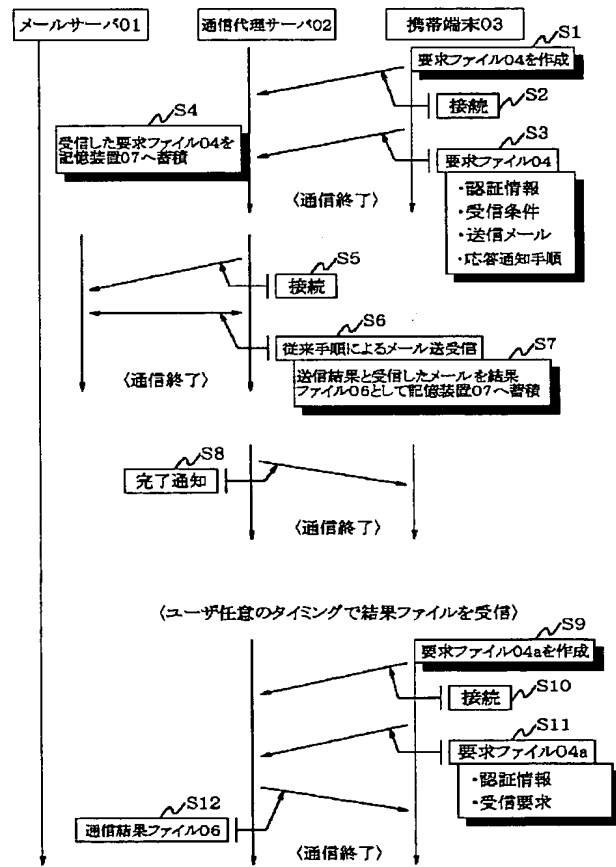 メールサーバ01
通信代理サーバ02
携帯端末03
S1
要求ファイル04を作成
S2
接続
S3
要求ファイル04
・認証情報
・受信条件
・送信メール
・応答通知手順
S4
受信した要求ファイル04を
記憶装置07へ蓄積
〈通信終了〉
S5
接続
S6
従来手順によるメール送受信
S7
送信結果と受信したメールを結果
ファイル06として記憶装置07へ蓄積
〈通信終了〉
S8
完了通知
〈通信終了〉
〈ユーザ任意のタイミングで結果ファイルを受信〉
S9
要求ファイル04aを作成
S10
接続
S11
要求ファイル04a
・認証情報
・受信要求
S12
通信結果ファイル06
〈通信終了〉